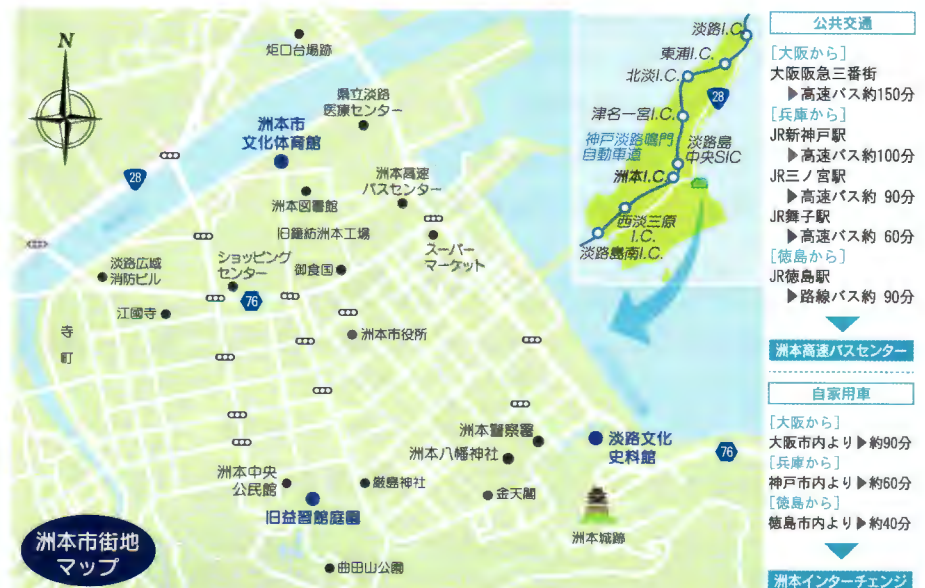 N
炬口台場跡
県立淡路
医療センター
洲本市
文化体育館
28
洲本高速
バスセンター
洲本図書館
旧鐘紡洲本工場
スーパー
マーケット
淡路広域
消防ビル
ショッピング
センター
御食国
76
江國寺
寺町
洲本市役所
洲本警察署
洲本八幡神社
淡路文化
史料館
76
洲本中央
公民館
厳島神社
金天閣
旧益習館庭園
洲本城跡
曲田山公園
洲本市街地
マップ
淡路I.C.
東浦I.C.
北淡I.C.
28
津名一宮I.C.
神戸淡路鳴門
自動車道
淡路島
中央SIC
洲本I.C.
西淡三原
I.C.
淡路島南I.C.
公共交通
[大阪から]
大阪阪急三番街
▶高速バス約150分
[兵庫から]
JR新神戸駅
▶高速バス約100分
JR三ノ宮駅
▶高速バス約 90分
JR舞子駅
▶高速バス約 60分
[徳島から]
JR徳島駅
▶路線バス約 90分
洲本高速バスセンター
自家用車
[大阪から]
大阪市内より▶約90分
[兵庫から]
神戸市内より▶約60分
[徳島から]
徳島市内より▶約40分
洲本インターチェンジ